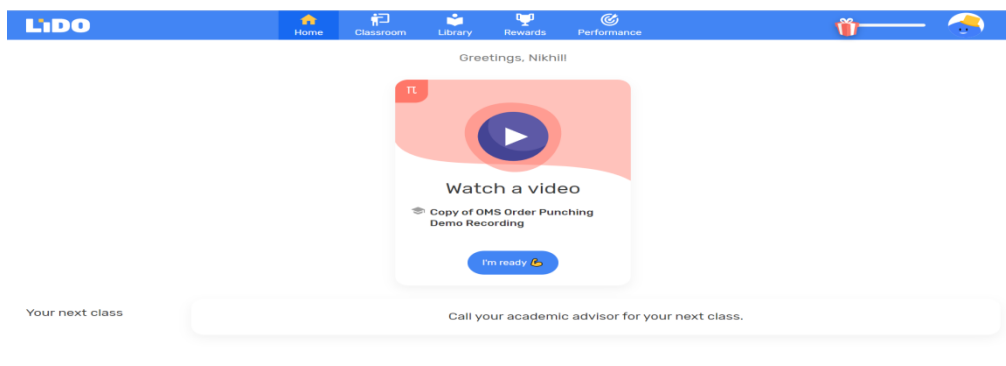 LiDO
Home
Classroom
Library
Rewards
Performance
Greetings, Nikhill
π
Watch a video
Copy of OMS Order Punching
Demo Recording
I'm ready 💪
Your next class
Call your academic advisor for your next class.